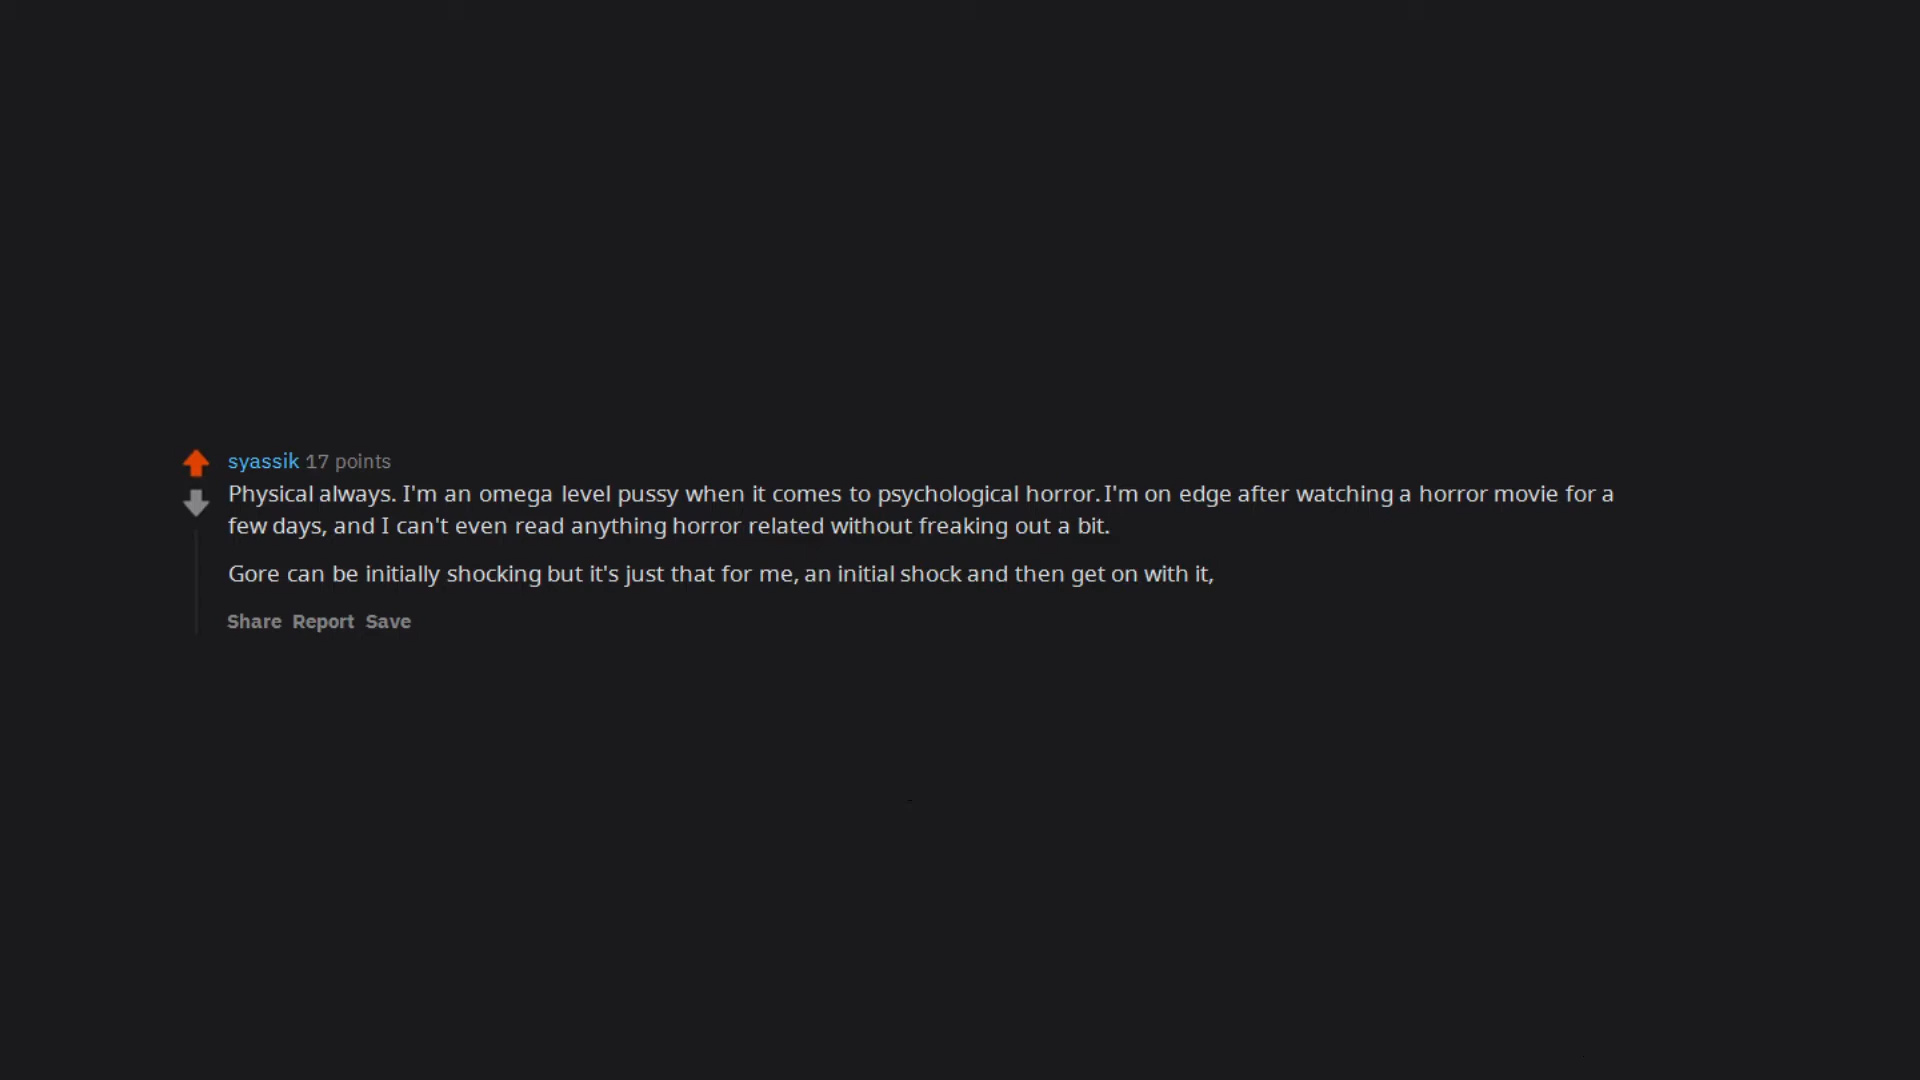 syassik 17 points
Physical always. I'm an omega level pussy when it comes to psychological horror. I'm on edge after watching a horror movie for a
few days, and I can't even read anything horror related without freaking out a bit.
Gore can be initially shocking but it's just that for me, an initial shock and then get on with it,
Share Report Save